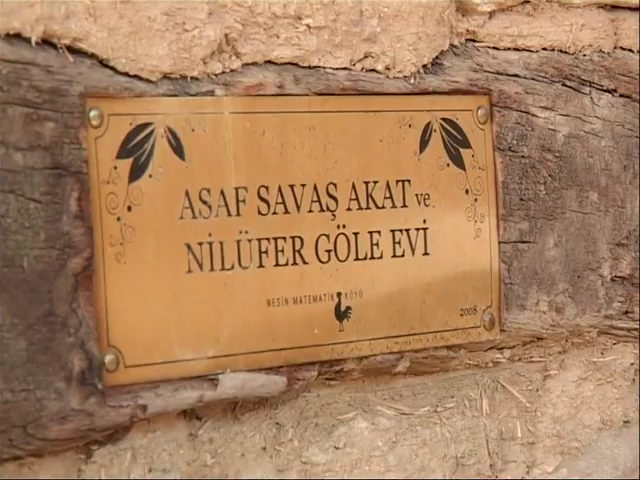 ASAF SAVAŞ AKAT ve
NİLÜFER GÖLE EVİ
NESİN MATEMATİK KÖYÜ
2008